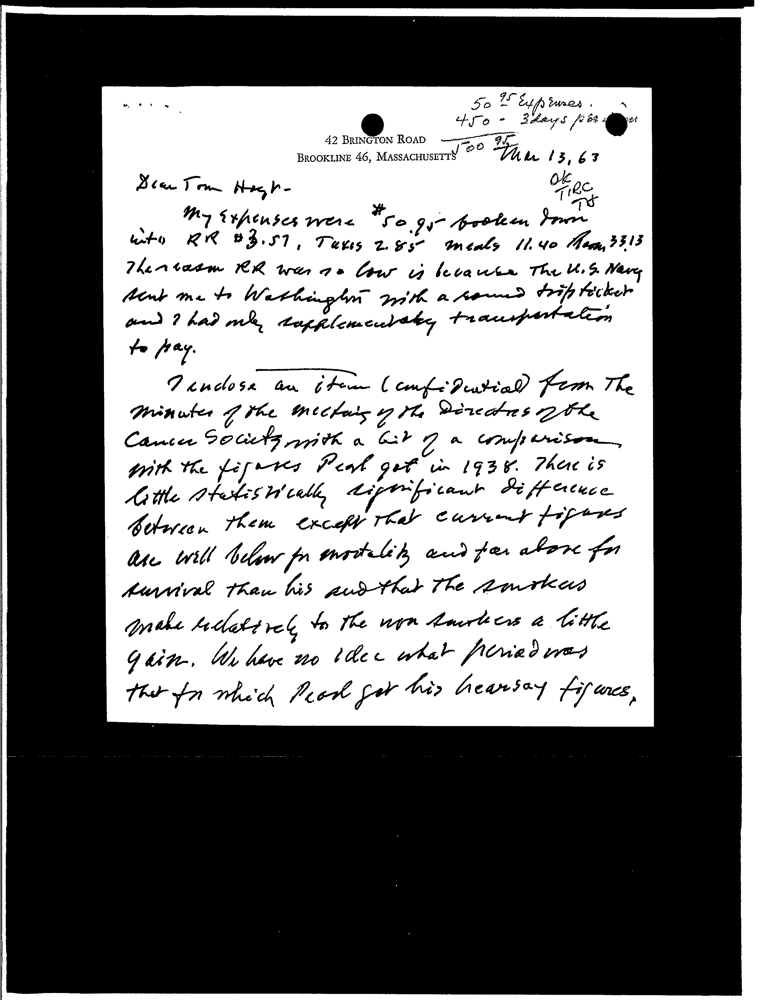 50 95 Expenses.
450 - 3 days per
500 95
42 BRINGTON ROAD
BROOKLINE 46, MASSACHUSETTS
Mar 13, 63
OK
TIRC
Dear Tom Hoyt-
My Expenses were $50.95 broken down
into RR $3.57, Taxis 2.85 meals 11.40 Room 33.13
The reason RR was so low is because The U.S. Navy
sent me to Washington with a round trip ticket
and I had only supplementary transportation
to pay.
I enclose an item (confidential) from The
minutes of the meeting of the Directors of the
Cancer Society with a bit of a comparison
with the figures Pearl got in 1938. There is
little statistically significant difference
between them except that current figures
are well below for mortality and far above for
survival than his and that the smokers
make relatively to the non smokers a little
gain. We have no idea what period was
that for which Pearl got his hearsay figures,